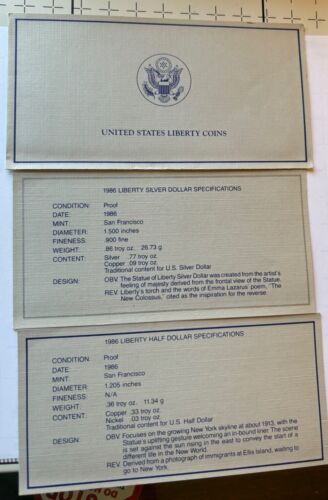 UNITED STATES LIBERTY COINS
1986 LIBERTY SILVER DOLLAR SPECIFICATIONS
CONDITION: Proof
DATE: 1986
MINT: San Francisco
DIAMETER: 1.500 inches
FINENESS: .900 fine
WEIGHT: .86 troy oz. 26.73 g
CONTENT: Silver .77 troy oz.
Copper .09 troy oz.
Traditional content for U.S. Silver Dollar
DESIGN: OBV. The Statue of Liberty Silver Dollar was created from the artist's
feeling of majesty derived from the frontal view of the Statue.
REV. Liberty's torch and the words of Emma Lazarus' poem, "The
New Colossus," cited as the inspiration for the reverse.
1986 LIBERTY HALF DOLLAR SPECIFICATIONS
CONDITION: Proof
DATE: 1986
MINT: San Francisco
DIAMETER: 1.205 inches
FINENESS: N/A
WEIGHT: .36 troy oz. 11.34 g
CONTENT: Copper .33 troy oz.
Nickel .03 troy oz.
Traditional content for U.S. Half Dollar
DESIGN: OBV Focuses on the growing New York skyline at about 1913, with the
Statue's uplifting gesture welcoming an in-bound liner. The scene
is set against the sun rising in the east to convey the start of a
different life in the New World.
REV. Derived from a photograph of immigrants at Ellis Island, waiting to
go to New York.